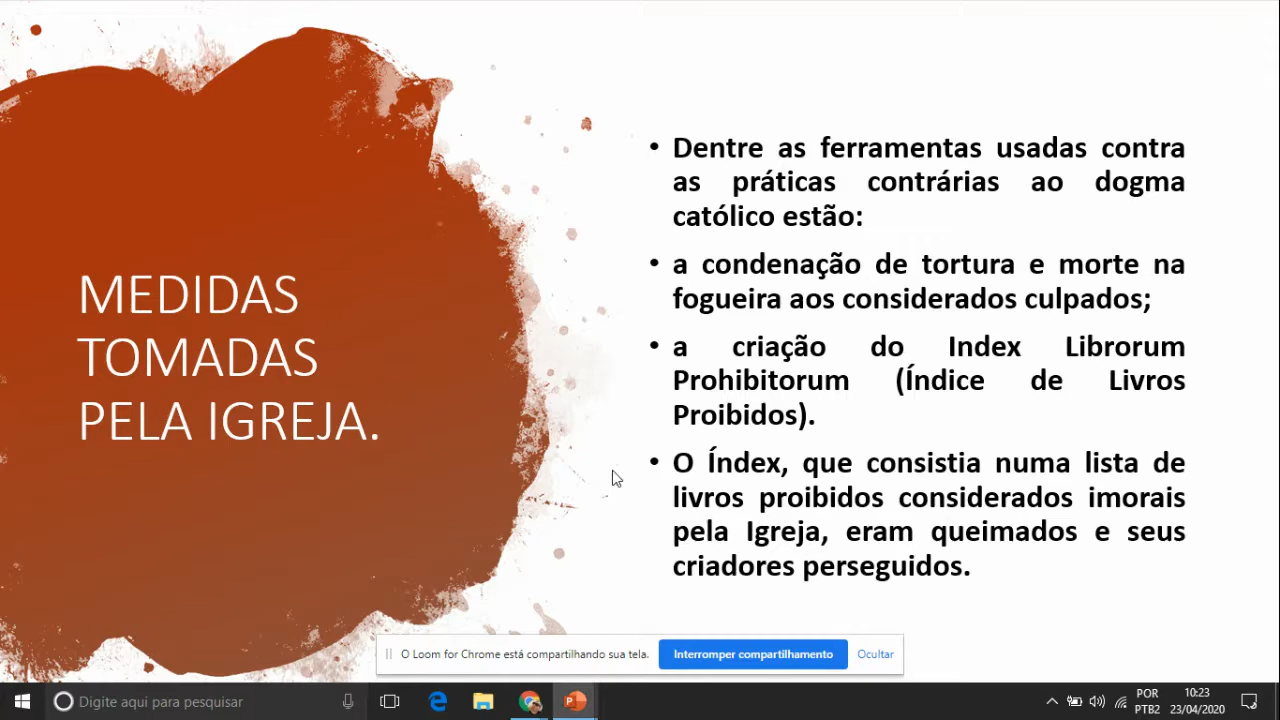 MEDIDAS
TOMADAS
PELA IGREJA.
• Dentre as ferramentas usadas contra
as práticas contrárias ao dogma
católico estão:
• a condenação de tortura e morte na
fogueira aos considerados culpados;
• a criação do Index Librorum
Prohibitorum (Índice de Livros
Proibidos).
• O Índex, que consistia numa lista de
livros proibidos considerados imorais
pela Igreja, eram queimados e seus
criadores perseguidos.
O Loom for Chrome está compartilhando sua tela. Interromper compartilhamento Ocultar
Digite aqui para pesquisar
POR 10:23
PTB2 23/04/2020